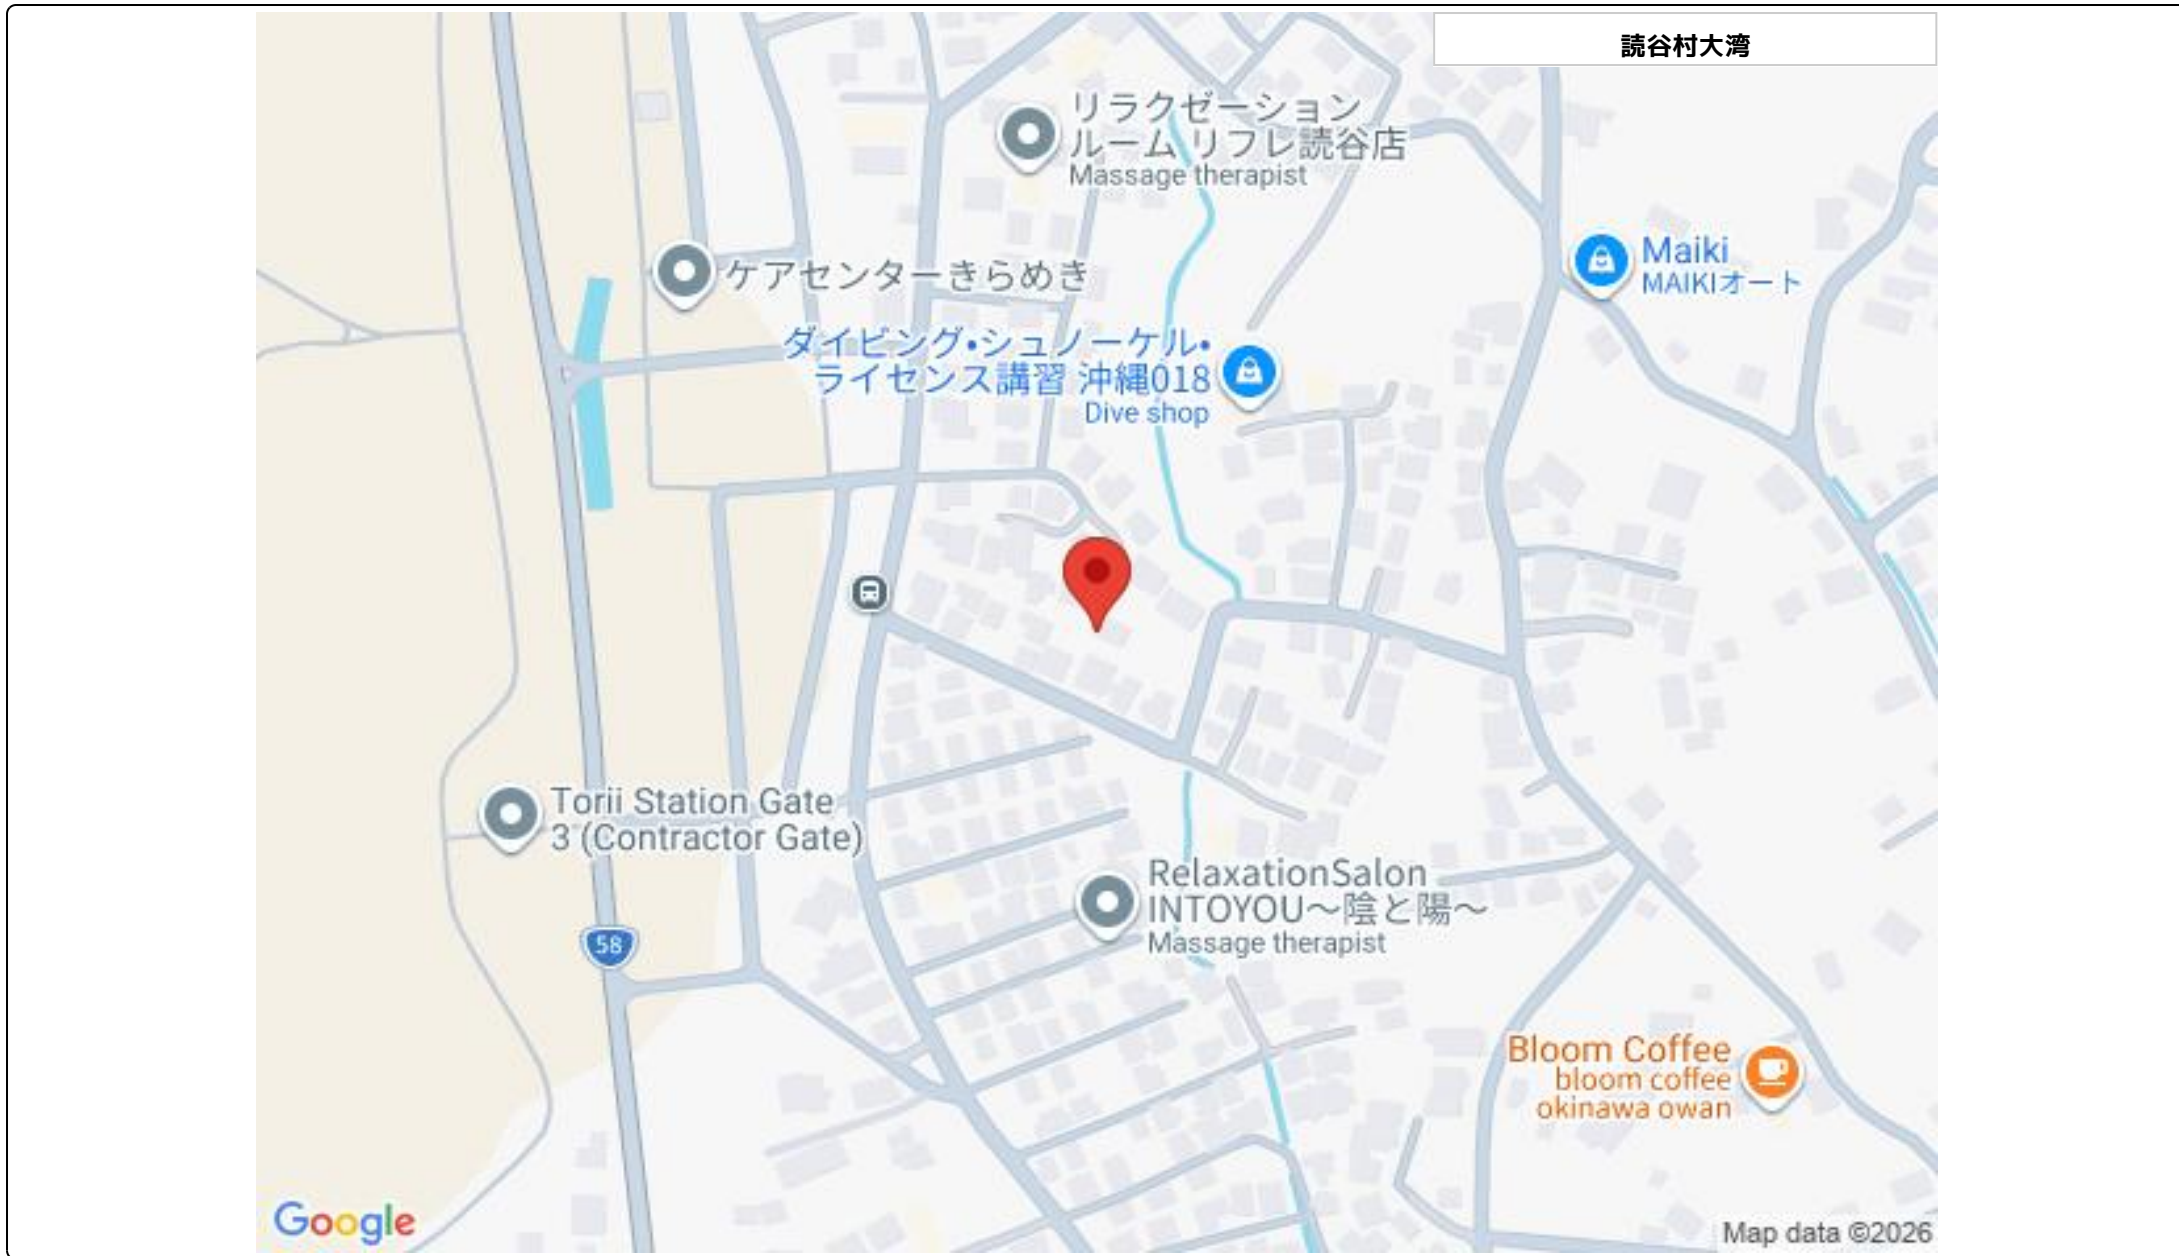 読谷村大湾
リラクゼーション
ルーム リフレ読谷店
Massage therapist
Maiki
MAIKIオート
ケアセンターきらめき
ダイビング•シュノーケル•
ライセンス講習 沖縄018
Dive shop
Torii Station Gate
3 (Contractor Gate)
RelaxationSalon
INTOYOU～陰と陽～
Massage therapist
58
Bloom Coffee
bloom coffee
okinawa owan
Google
Map data ©2026